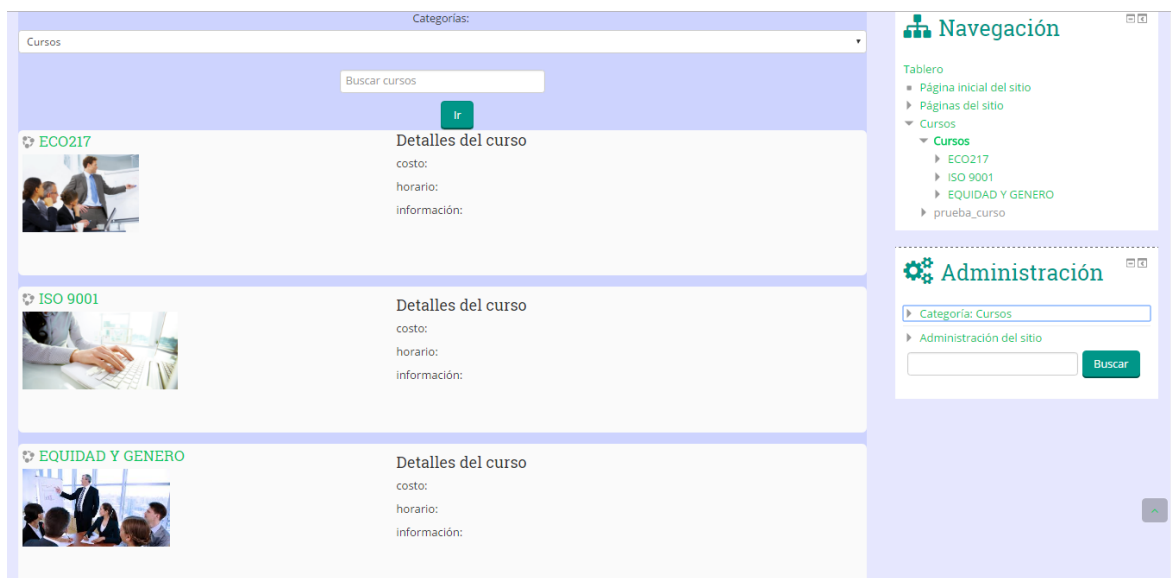 Categorías:
Cursos
Buscar cursos
Ir
ECO217
Detalles del curso
costo:
horario:
información:
ISO 9001
Detalles del curso
costo:
horario:
información:
EQUIDAD Y GENERO
Detalles del curso
costo:
horario:
información:
Navegación
Tablero
Página inicial del sitio
Páginas del sitio
Cursos
Cursos
ECO217
ISO 9001
EQUIDAD Y GENERO
prueba_curso
Administración
Categoría: Cursos
Administración del sitio
Buscar